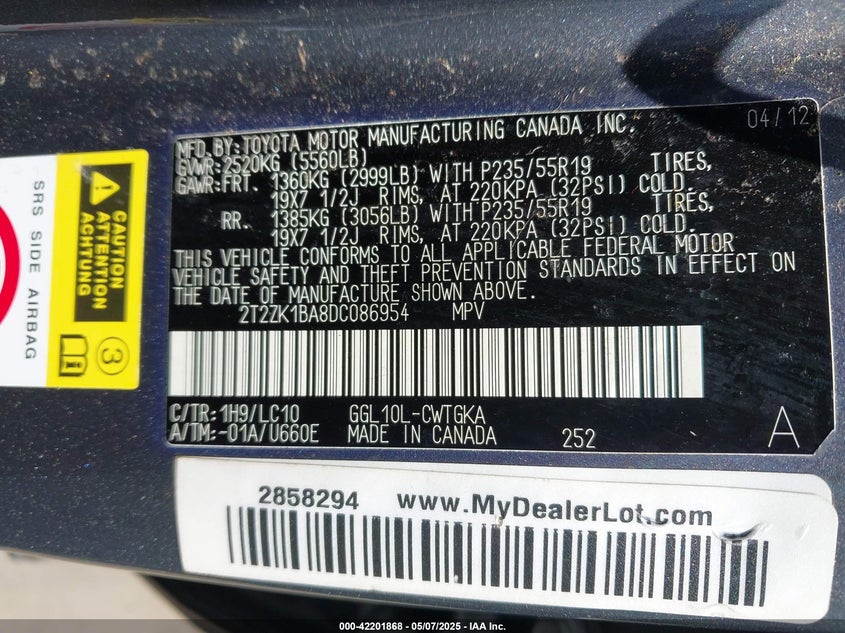 04/12
MFD. BY: TOYOTA MOTOR MANUFACTURING CANADA INC.
GVWR: 2520KG (5560LB)
GAWR: FRT. 1360KG (2999LB) WITH P235/55R19 TIRES,
19X7 1/2J RIMS, AT 220KPA (32PSI) COLD.
RR. 1385KG (3056LB) WITH P235/55R19 TIRES,
19X7 1/2J RIMS, AT 220KPA (32PSI) COLD.
THIS VEHICLE CONFORMS TO ALL APPLICABLE FEDERAL MOTOR
VEHICLE SAFETY AND THEFT PREVENTION STANDARDS IN EFFECT ON
THE DATE OF MANUFACTURE SHOWN ABOVE.
2T2ZK1BA8DC086954 MPV
C/TR: 1H9/LC10 GGL10L-CWTGKA
A/TM: -01A/U660E MADE IN CANADA 252 A
SRS SIDE AIRBAG
CAUTION
ATTENTION
ACHTUNG
3
2858294 www.MyDealerLot.com
000-42201868 - 05/07/2025 - IAA Inc.